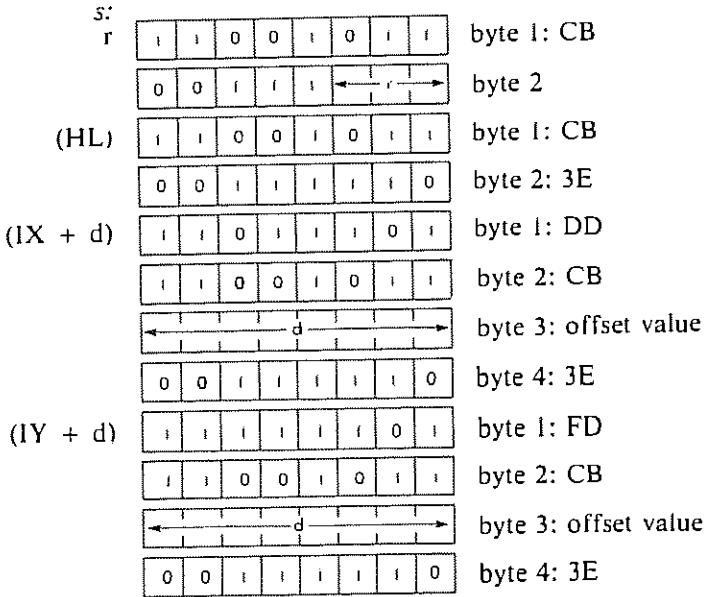 s:
r 1 1 0 0 1 0 1 1 byte 1: CB
0 0 1 1 1 r byte 2
(HL) 1 1 0 0 1 0 1 1 byte 1: CB
0 0 1 1 1 1 1 0 byte 2: 3E
(IX + d) 1 1 0 1 1 1 0 1 byte 1: DD
1 1 0 0 1 0 1 1 byte 2: CB
d byte 3: offset value
0 0 1 1 1 1 1 0 byte 4: 3E
(IY + d) 1 1 1 1 1 1 0 1 byte 1: FD
1 1 0 0 1 0 1 1 byte 2: CB
d byte 3: offset value
0 0 1 1 1 1 1 0 byte 4: 3E